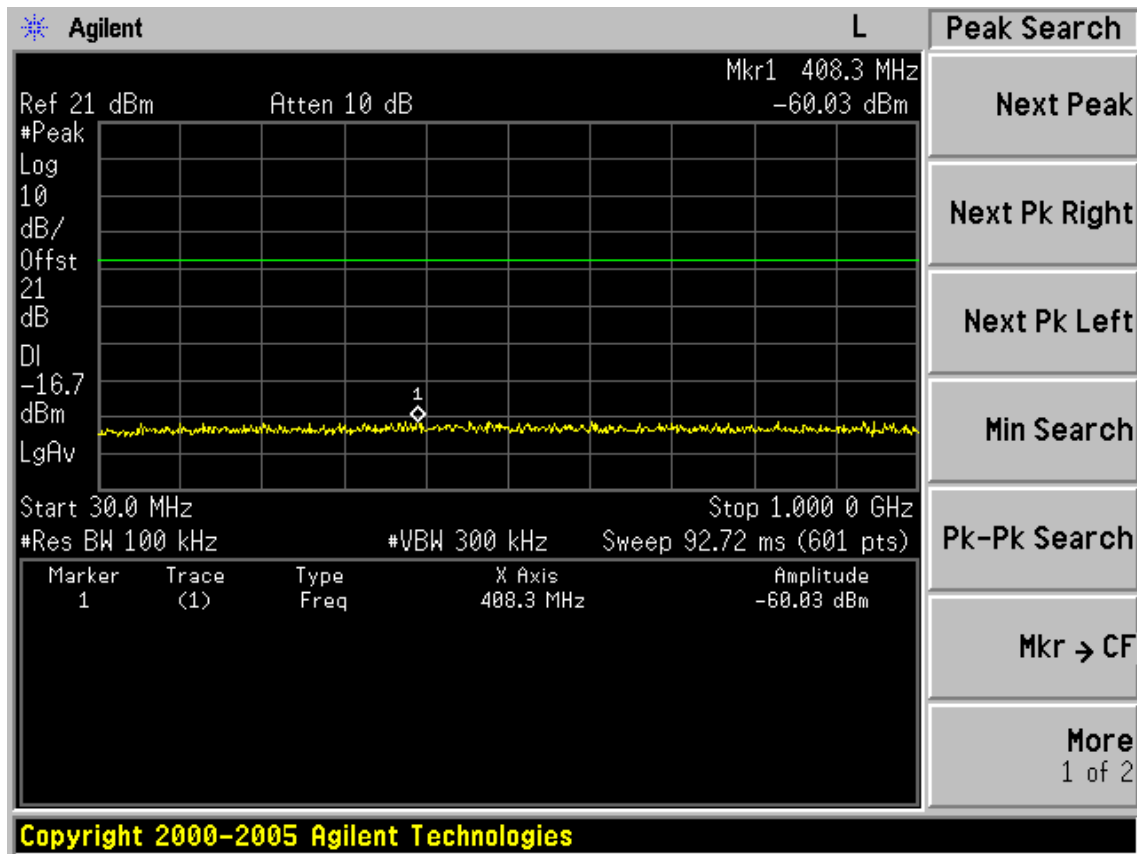 Agilent L Peak Search
Mkr1 408.3 MHz
Ref 21 dBm Atten 10 dB -60.03 dBm
#Peak
Log
10
dB/
Offst
21
dB
DI
-16.7
dBm
LgAv
1
Start 30.0 MHz Stop 1.000 0 GHz
#Res BW 100 kHz #VBW 300 kHz Sweep 92.72 ms (601 pts)
Marker Trace Type X Axis Amplitude
1 (1) Freq 408.3 MHz -60.03 dBm
Next Peak
Next Pk Right
Next Pk Left
Min Search
Pk-Pk Search
Mkr → CF
More
1 of 2
Copyright 2000-2005 Agilent Technologies